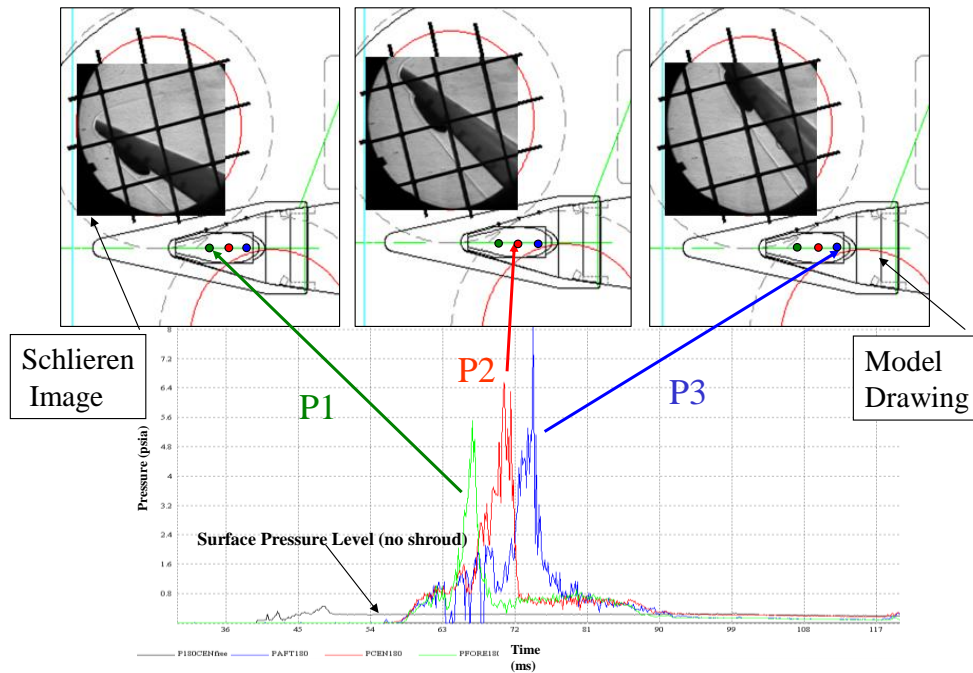 Schlieren
Image
P1
P2
P3
Model
Drawing
Pressure (psia)
8
7.2
6.4
5.6
4.8
4
3.2
2.4
1.6
0.8
Surface Pressure Level (no shroud)
36 45 54 63 72 81 90 99 108 117
P180CENfree PAFT180 PCEN180 PFORE180
Time
(ms)